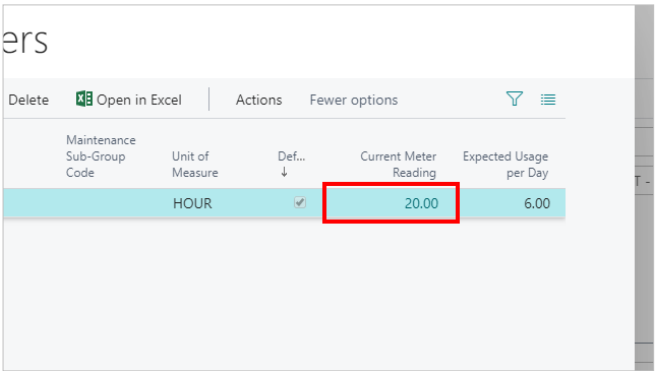 ers
Delete Open in Excel Actions Fewer options
Maintenance
Sub-Group Unit of Def... Current Meter Expected Usage
Code Measure ↓ Reading per Day
HOUR 20.00 6.00
T -